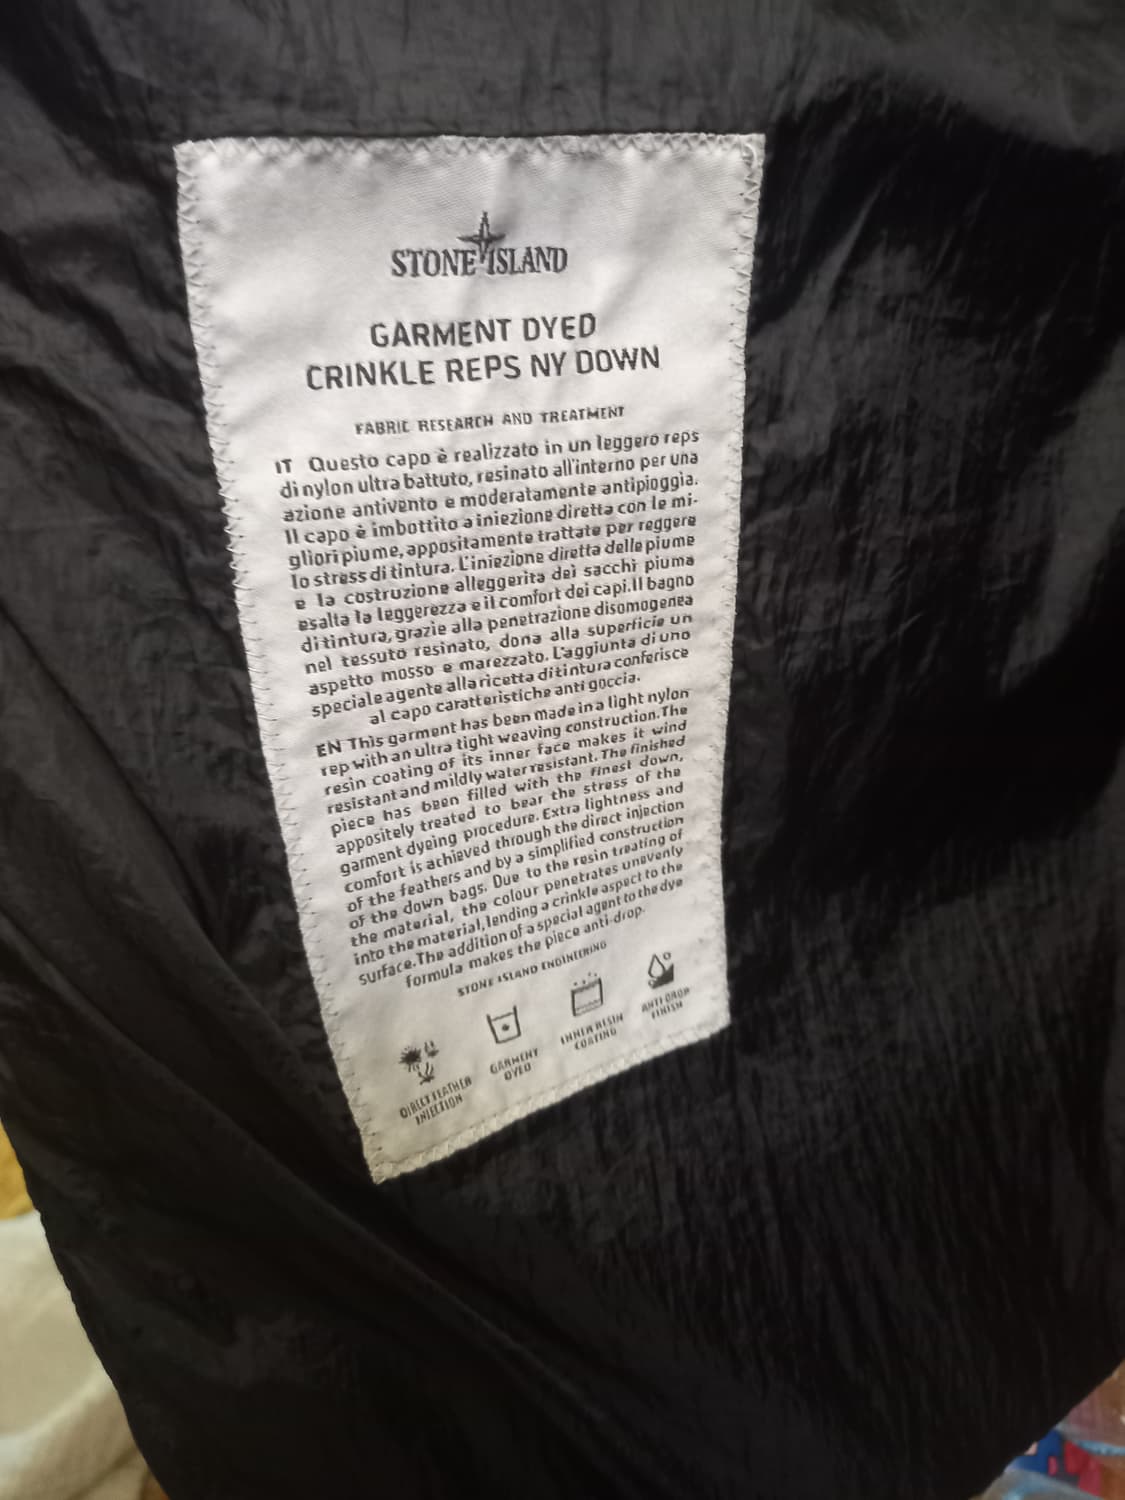 STONE ISLAND
GARMENT DYED
CRINKLE REPS NY DOWN
FABRIC RESEARCH AND TREATMENT
IT Questo capo è realizzato in un leggero reps
di nylon ultra battuto, resinato all'interno per una
azione antivento e moderatamente antipioggia.
Il capo è imbottito a iniezione diretta con le mi-
gliori piume, appositamente trattate per reggere
lo stress di tintura. L'iniezione diretta delle piume
e la costruzione alleggerita dei sacchi piuma
esalta la leggerezza e il comfort dei capi. Il bagno
di tintura, grazie alla penetrazione disomogenea
nel tessuto resinato, dona alla superficie un
aspetto mosso e marezzato. L'aggiunta di uno
speciale agente alla ricetta di tintura conferisce
al capo caratteristiche anti goccia.
EN This garment has been made in a light nylon
rep with an ultra tight weaving construction. The
resin coating of its inner face makes it wind
resistant and mildly water resistant. The finished
piece has been filled with the finest down,
appositely treated to bear the stress of the
garment dyeing procedure. Extra lightness and
comfort is achieved through the direct injection
of the feathers and by a simplified construction
of the down bags. Due to the resin treating of
the material, the colour penetrates unevenly
into the material, lending a crinkle aspect to the
surface. The addition of a special agent to the dye
formula makes the piece anti-drop.
STONE ISLAND ENGINEERING
DIRECT FEATHER
INJECTION
GARMENT
DYED
INNER RESIN
COATING
ANTI DROP
FINISH